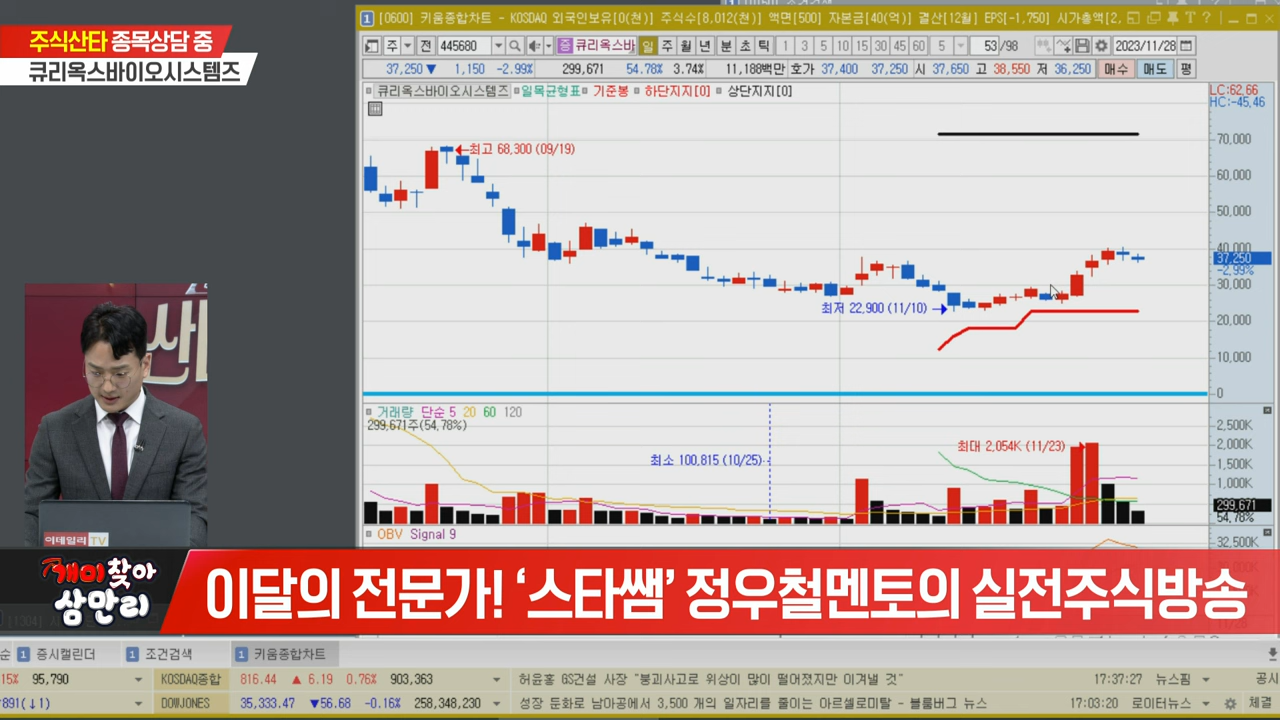 주식산타 종목상담 중
큐리옥스바이오시스템즈
1 [0600] 키움종합차트 - KOSDAQ 외국인보유[0(천)] 주식수[8,012(천)] 액면[500] 자본금[40(억)] 결산[12월] EPS[-1,750] 시가총액[2,
주 전 445680 증 큐리옥스바 일 주 월 년 분 초 틱 1 3 5 10 15 30 45 60 5 53/98 2023/11/28
37,250 ▼ 1,150 -2.99% 299,671 54.78% 3.74% 11,188백만 호가 37,400 37,250 시 37,650 고 38,550 저 36,250 매수 매도 평
큐리옥스바이오시스템즈 일목균형표 기준봉 하단지지[0] 상단지지[0]
LC:62,66
HC:-45,46
최고 68,300 (09/19)
최저 22,900 (11/10)
70,000
60,000
50,000
40,000
37,250
-2.99%
30,000
20,000
10,000
0
거래량 단순 5 20 60 120
299,671주(54,78%)
최소 100,815 (10/25)
최대 2,054K (11/23)
2,500K
2,000K
1,500K
1,000K
299,671
54,78%
OBV Signal 9
32,500K
이데일리 TV
개미찾아
삼만리
이달의 전문가! ‘스타쌤’ 정우철멘토의 실전주식방송
순 1 증시캘린더 1 조건검색 1 키움종합차트
15% 95,790 KOSDAQ종합 816.44 ▲ 6.19 0.76% 903,363 허윤홍 GS건설 사장 "붕괴사고로 위상이 많이 떨어졌지만 이겨낼 것" 17:37:27 뉴스핌 공시
891(↓1) DOWJONES 35,333.47 ▼56.68 -0.16% 258,348,230 성장 둔화로 남아공에서 3,500 개의 일자리를 줄이는 아르셀로미탈 - 블룸버그 뉴스 17:03:20 로이터뉴스 체결